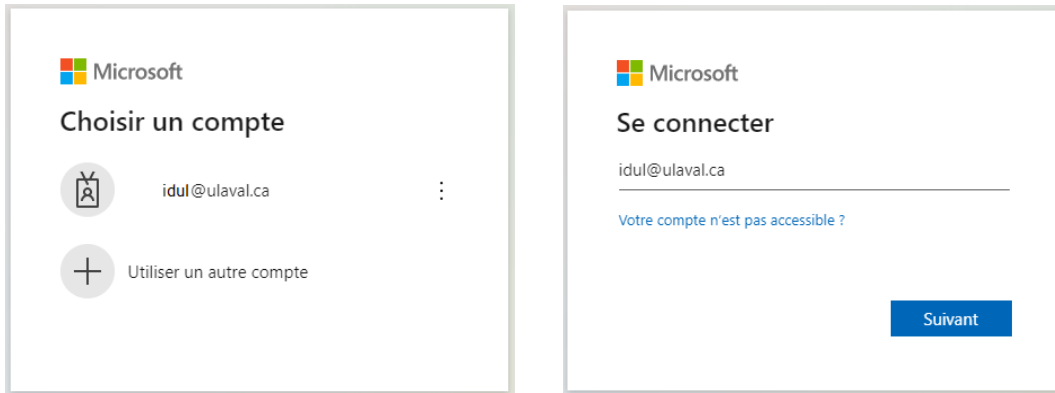 Microsoft
Choisir un compte
idul@ulaval.ca
Utiliser un autre compte
Microsoft
Se connecter
idul@ulaval.ca
Votre compte n'est pas accessible ?
Suivant